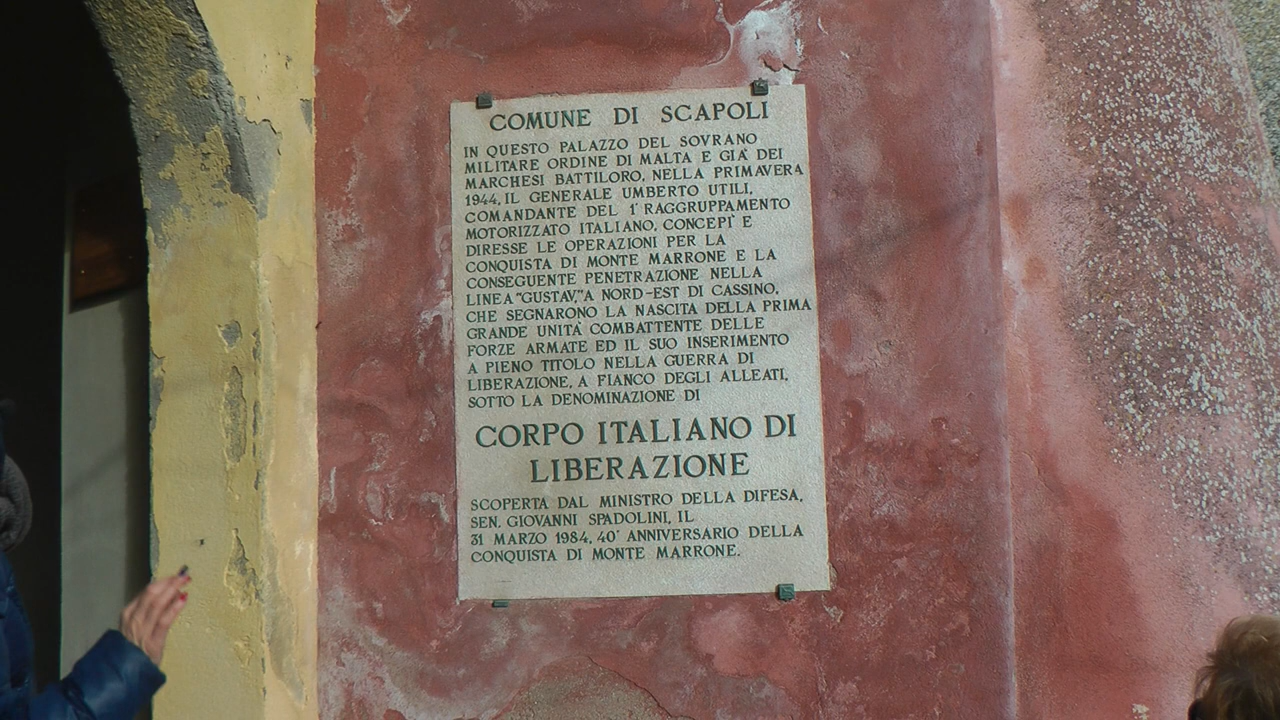 COMUNE DI SCAPOLI
IN QUESTO PALAZZO DEL SOVRANO
MILITARE ORDINE DI MALTA E GIÀ DEI
MARCHESI BATTILORO, NELLA PRIMAVERA
1944, IL GENERALE UMBERTO UTILI,
COMANDANTE DEL 1° RAGGRUPPAMENTO
MOTORIZZATO ITALIANO, CONCEPÌ E
DIRESSE LE OPERAZIONI PER LA
CONQUISTA DI MONTE MARRONE E LA
CONSEGUENTE PENETRAZIONE NELLA
LINEA "GUSTAV," A NORD-EST DI CASSINO,
CHE SEGNARONO LA NASCITA DELLA PRIMA
GRANDE UNITÀ COMBATTENTE DELLE
FORZE ARMATE ED IL SUO INSERIMENTO
A PIENO TITOLO NELLA GUERRA DI
LIBERAZIONE, A FIANCO DEGLI ALLEATI,
SOTTO LA DENOMINAZIONE DI
CORPO ITALIANO DI
LIBERAZIONE
SCOPERTA DAL MINISTRO DELLA DIFESA,
SEN. GIOVANNI SPADOLINI, IL
31 MARZO 1984, 40° ANNIVERSARIO DELLA
CONQUISTA DI MONTE MARRONE.